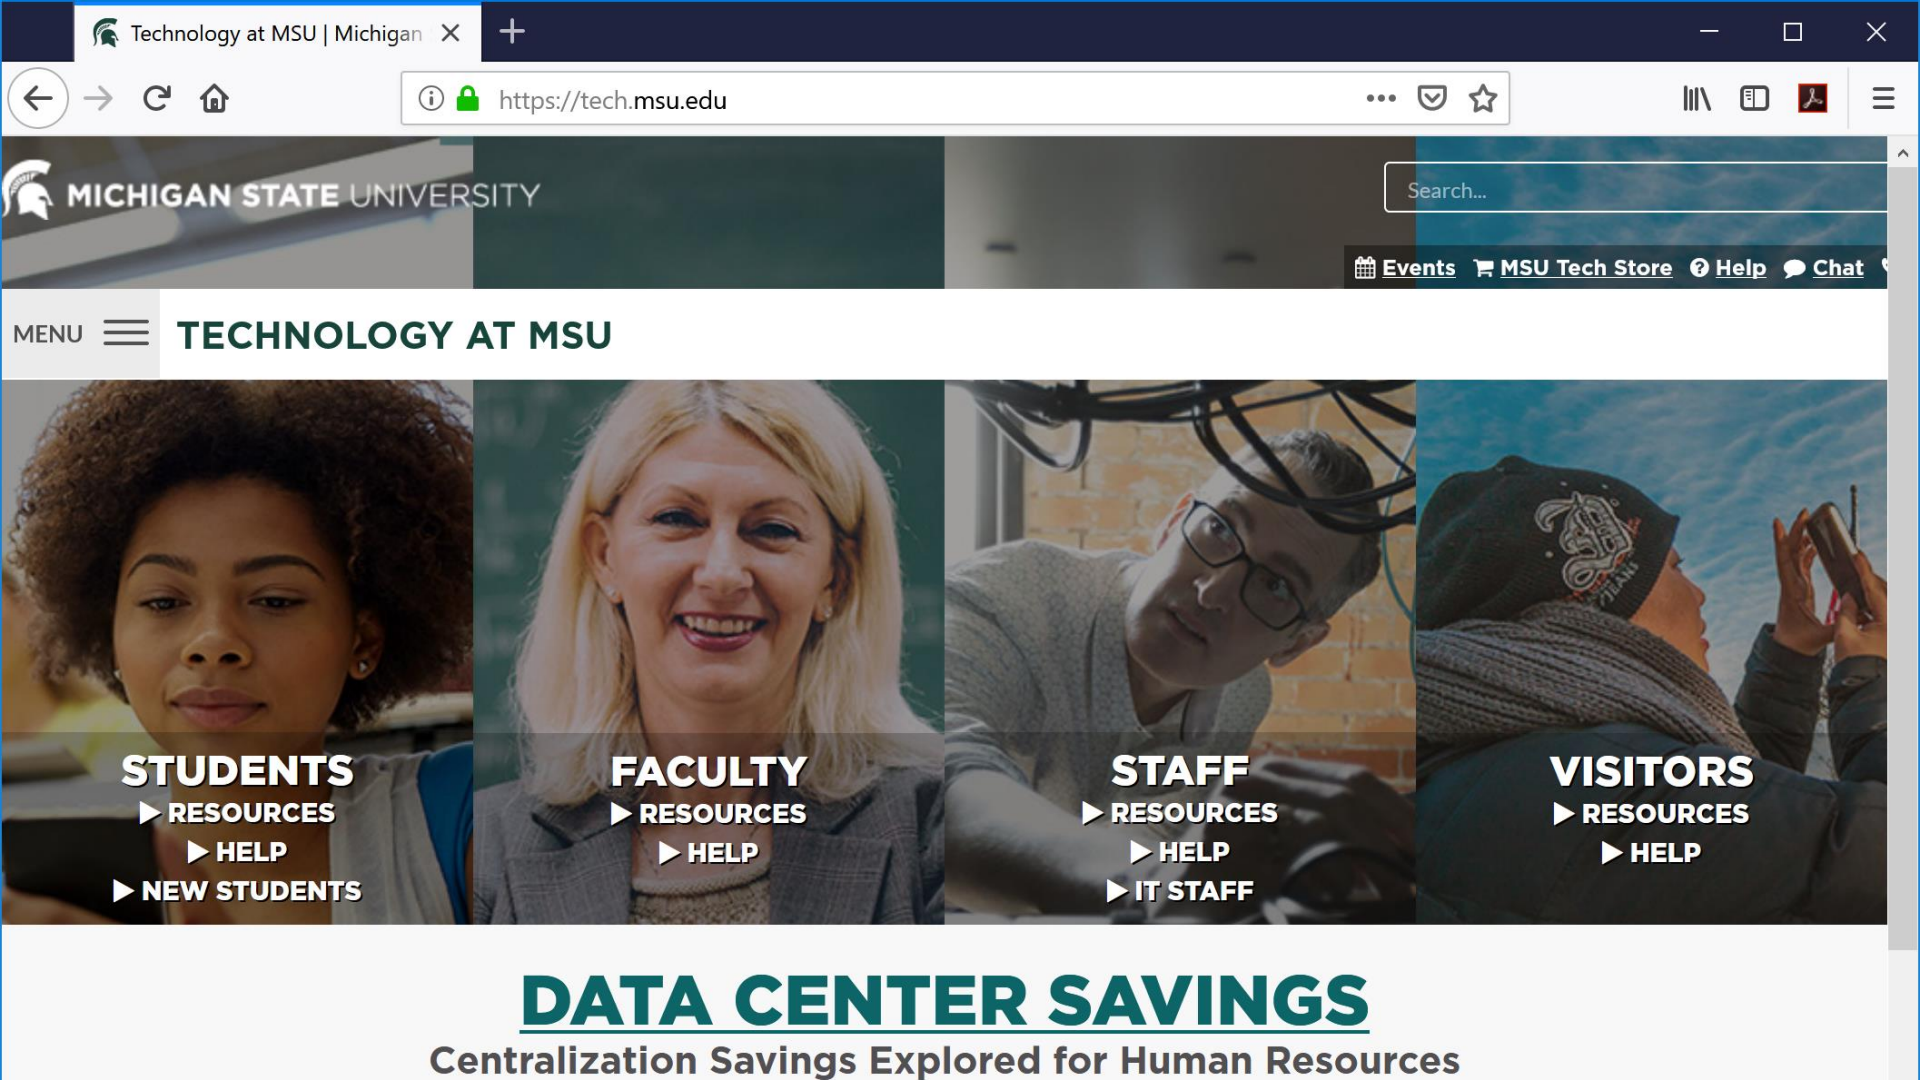 Technology at MSU | Michigan
https://tech.msu.edu
MICHIGAN STATE UNIVERSITY
Search...
Events MSU Tech Store Help Chat
MENU
TECHNOLOGY AT MSU
STUDENTS
RESOURCES
HELP
NEW STUDENTS
FACULTY
RESOURCES
HELP
STAFF
RESOURCES
HELP
IT STAFF
VISITORS
RESOURCES
HELP
DATA CENTER SAVINGS
Centralization Savings Explored for Human Resources